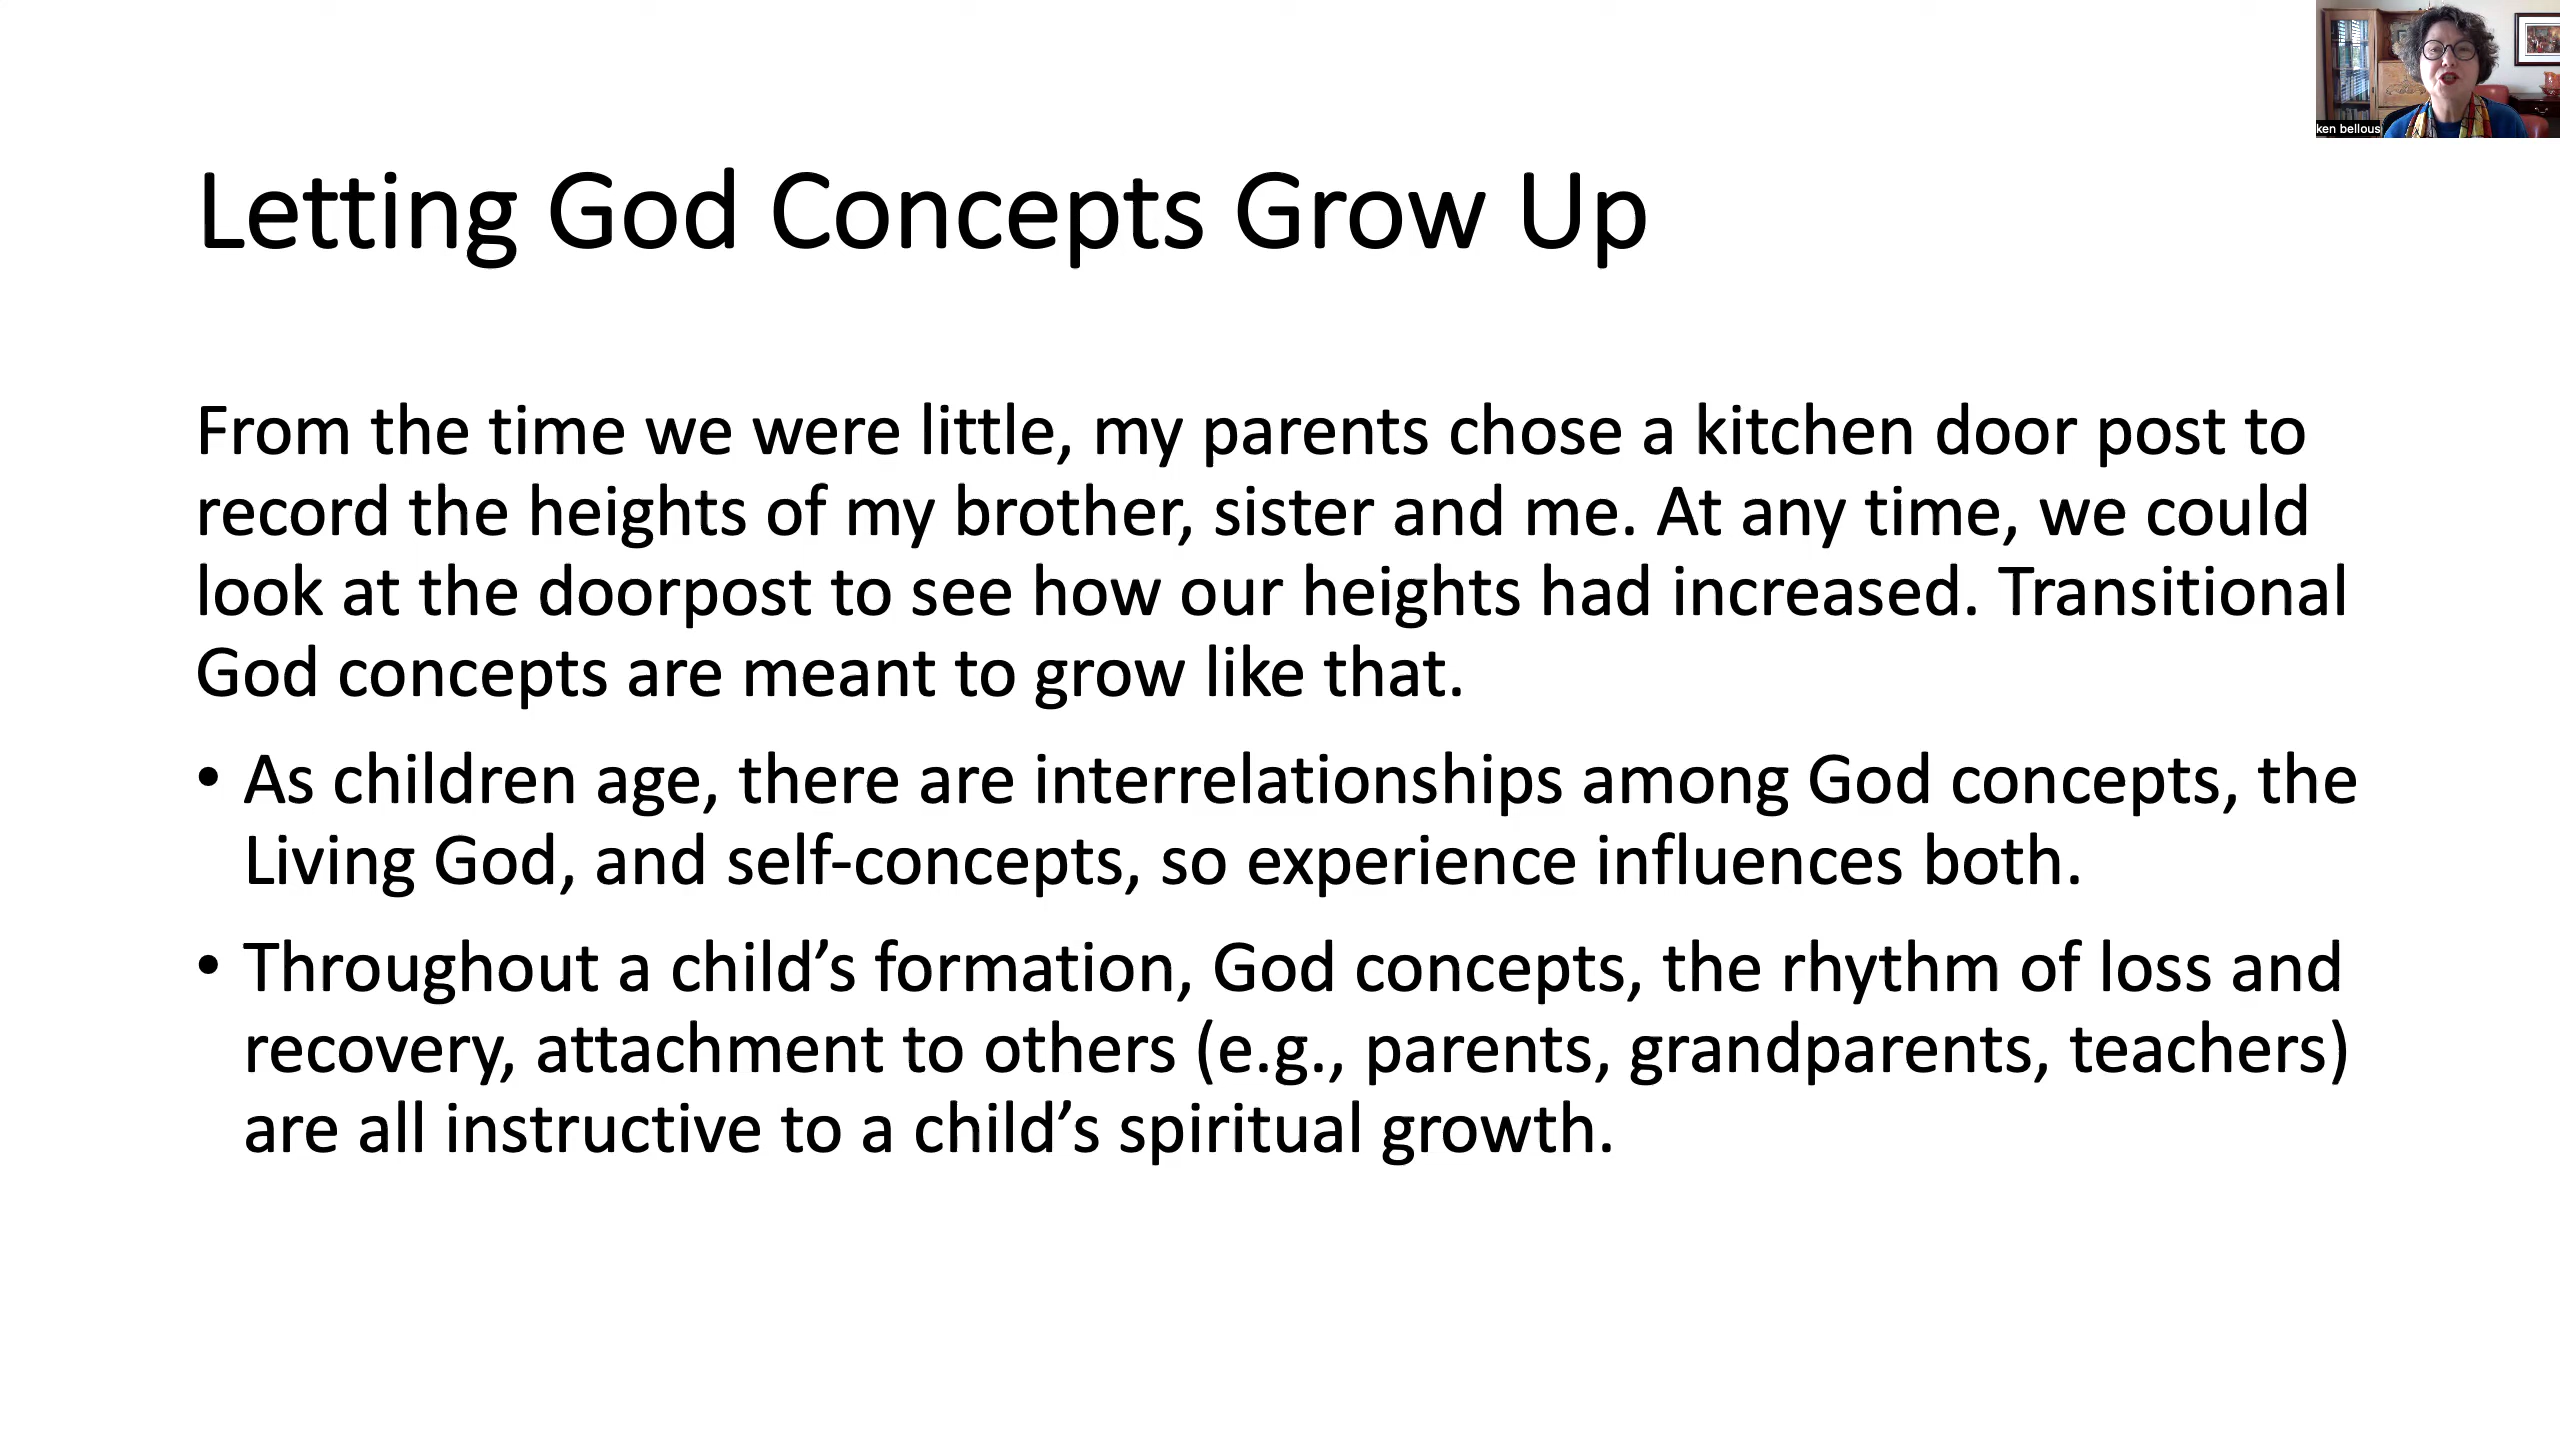 ken bellous
Letting God Concepts Grow Up
From the time we were little, my parents chose a kitchen door post to
record the heights of my brother, sister and me. At any time, we could
look at the doorpost to see how our heights had increased. Transitional
God concepts are meant to grow like that.
• As children age, there are interrelationships among God concepts, the
Living God, and self-concepts, so experience influences both.
• Throughout a child’s formation, God concepts, the rhythm of loss and
recovery, attachment to others (e.g., parents, grandparents, teachers)
are all instructive to a child’s spiritual growth.